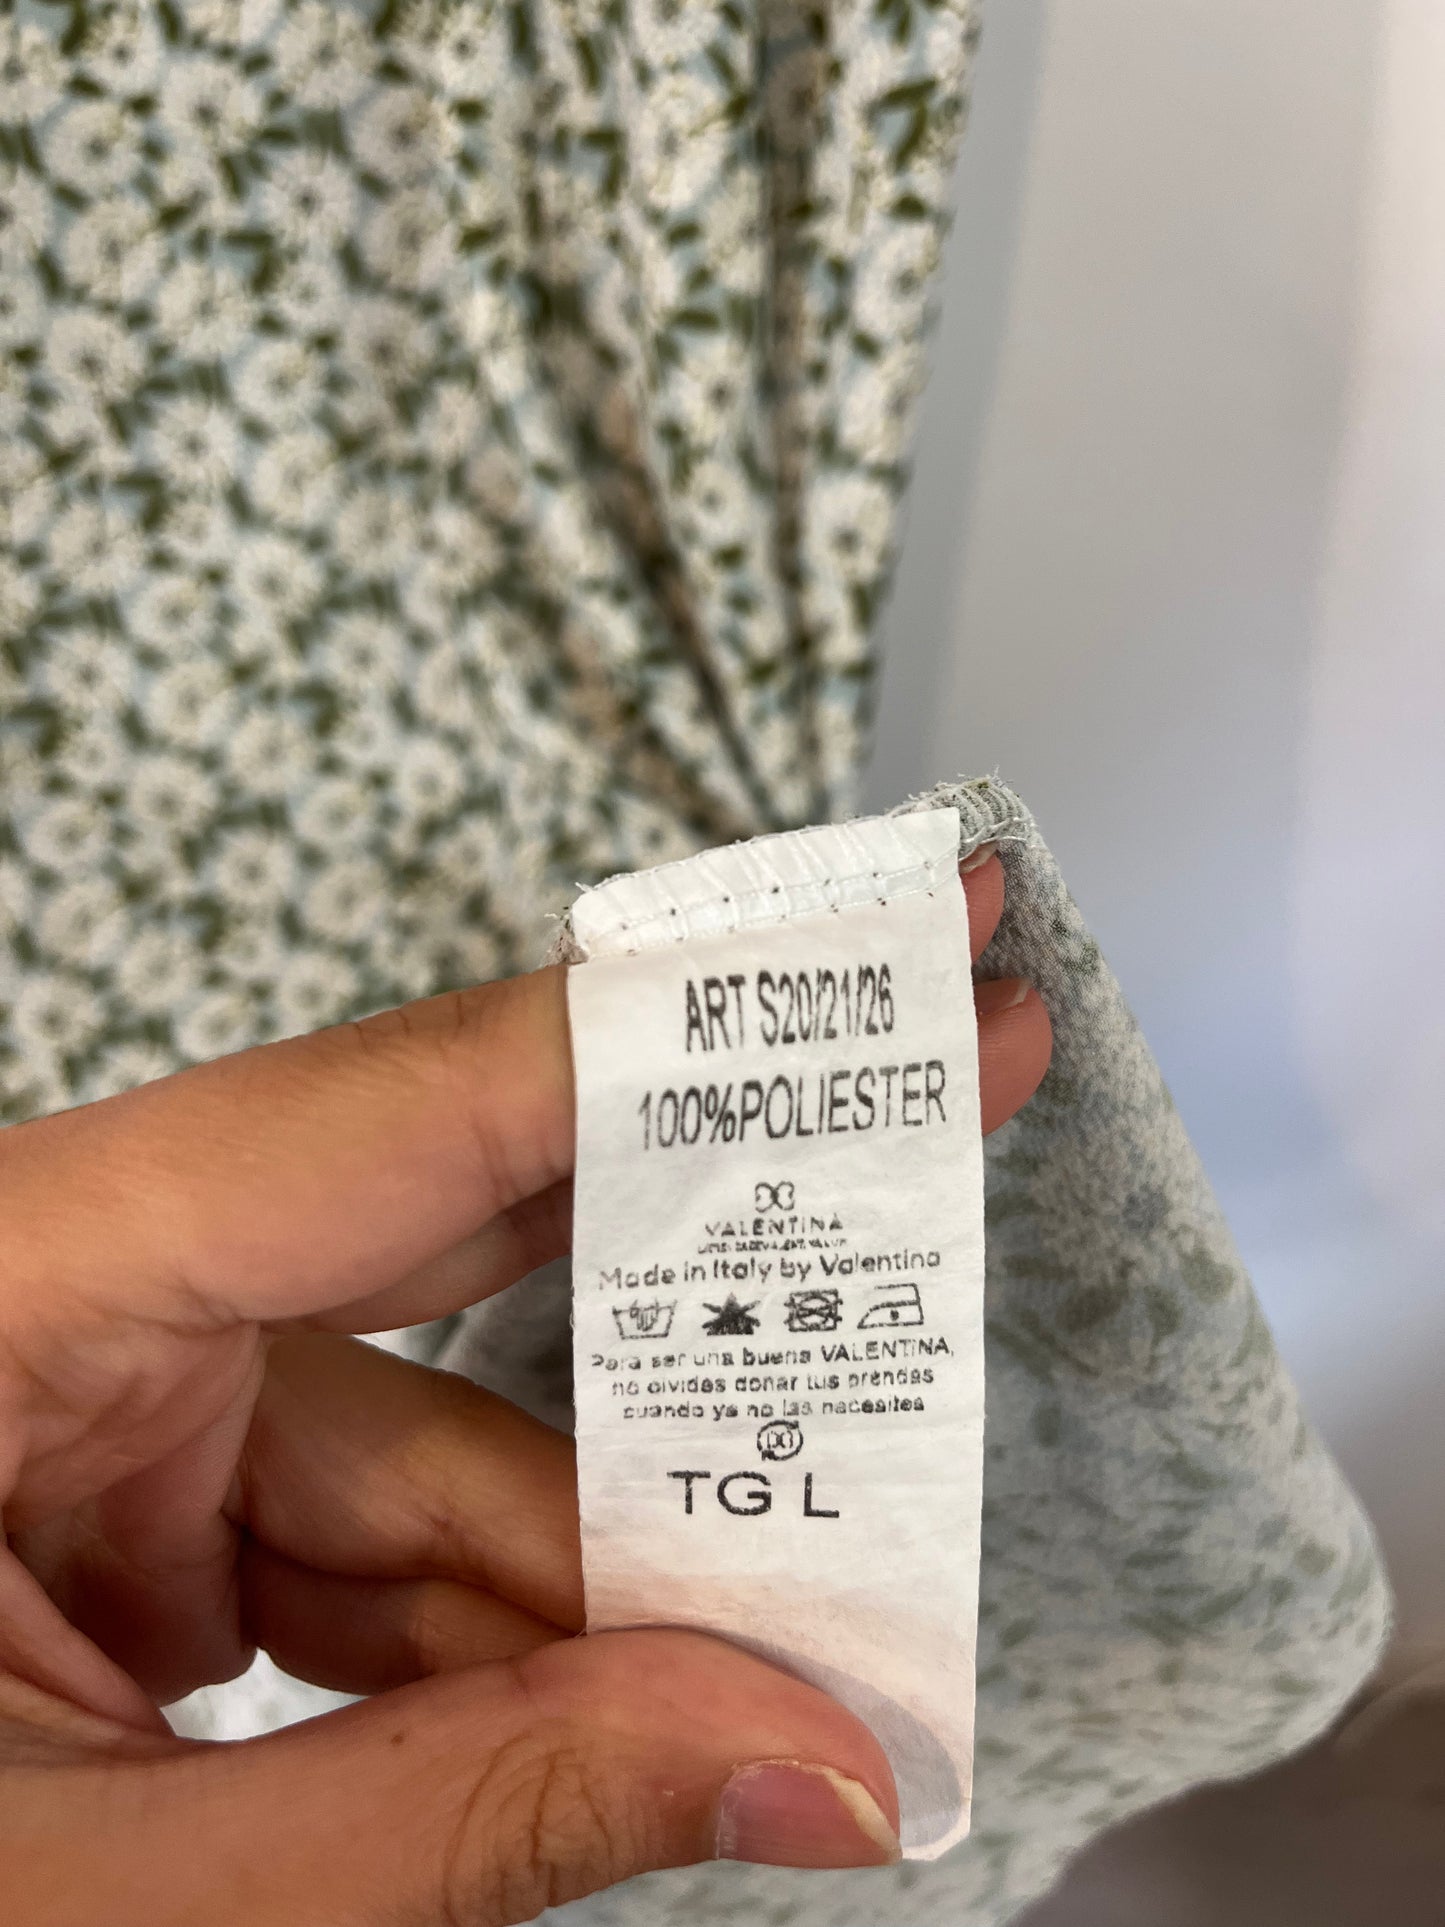 ART S20/21/26
100%POLIESTER
VALENTINA
Made in Italy by Valentina
Para ser una buena VALENTINA,
no olvides donar tus prendas
cuando ya no las necesites
TG L